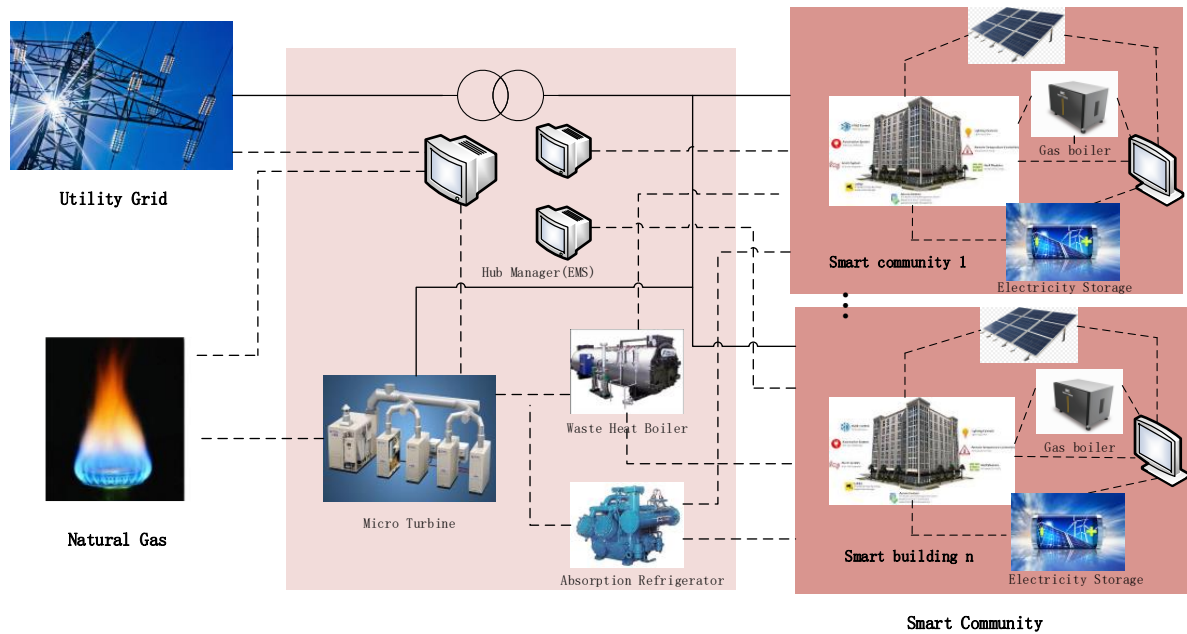 Utility Grid
Natural Gas
Hub Manager(EMS)
Micro Turbine
Waste Heat Boiler
Absorption Refrigerator
Gas boiler
Smart community 1
Electricity Storage
Gas boiler
Smart building n
Electricity Storage
Smart Community